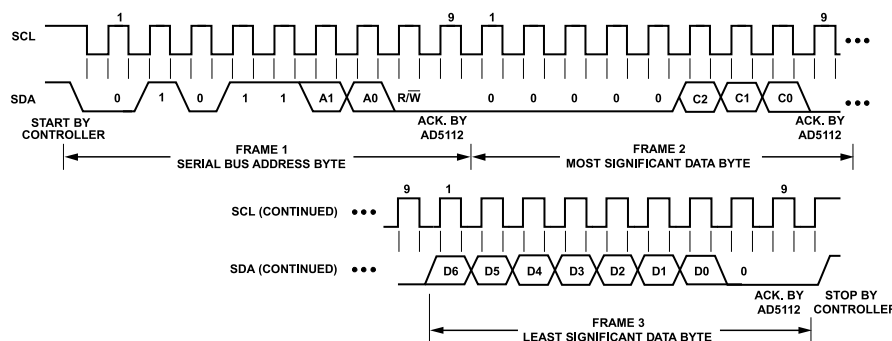 1 9 1 9
SCL
SDA 0 1 0 1 1 A1 A0 R/W̅ 0 0 0 0 0 C2 C1 C0
START BY CONTROLLER
ACK. BY AD5112
ACK. BY AD5112
FRAME 1
SERIAL BUS ADDRESS BYTE
FRAME 2
MOST SIGNIFICANT DATA BYTE
9 1 9
SCL (CONTINUED)
SDA (CONTINUED) D6 D5 D4 D3 D2 D1 D0 0
ACK. BY AD5112
STOP BY CONTROLLER
FRAME 3
LEAST SIGNIFICANT DATA BYTE